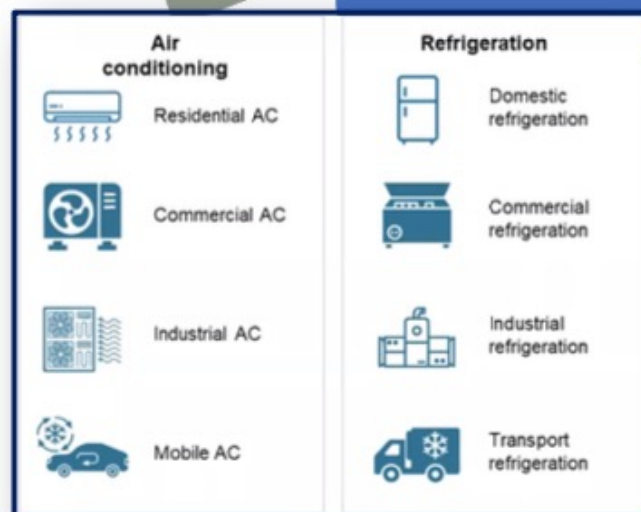 Air
conditioning
Residential AC
Commercial AC
Industrial AC
Mobile AC
Refrigeration
Domestic
refrigeration
Commercial
refrigeration
Industrial
refrigeration
Transport
refrigeration